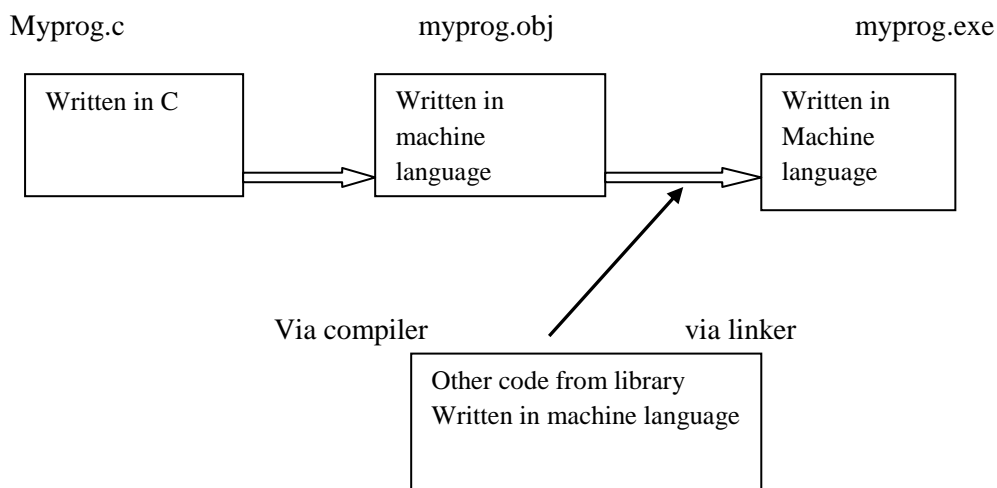 Myprog.c myprog.obj myprog.exe
Written in C
Written in
machine
language
Written in
Machine
language
Via compiler via linker
Other code from library
Written in machine language